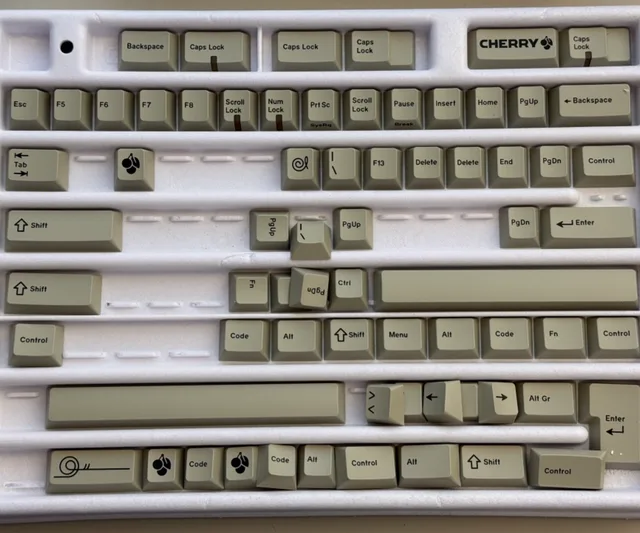 Backspace
Caps Lock
Caps Lock
Caps
Lock
CHERRY
Caps
Lock
Esc
F5
F6
F7
F8
Scroll
Lock
Num
Lock
Prt Sc
Scroll
Lock
Pause
Insert
Home
PgUp
← Backspace
Tab
|
\
F13
Delete
Delete
End
PgDn
Control
Shift
PgUp
|
\
PgUp
PgDn
Enter
Shift
Fn
PgDn
Ctrl
Control
Code
Alt
Shift
Menu
Alt
Code
Fn
Control
>
<
←
→
Alt Gr
Enter
Code
Code
Alt
Control
Alt
Shift
Control